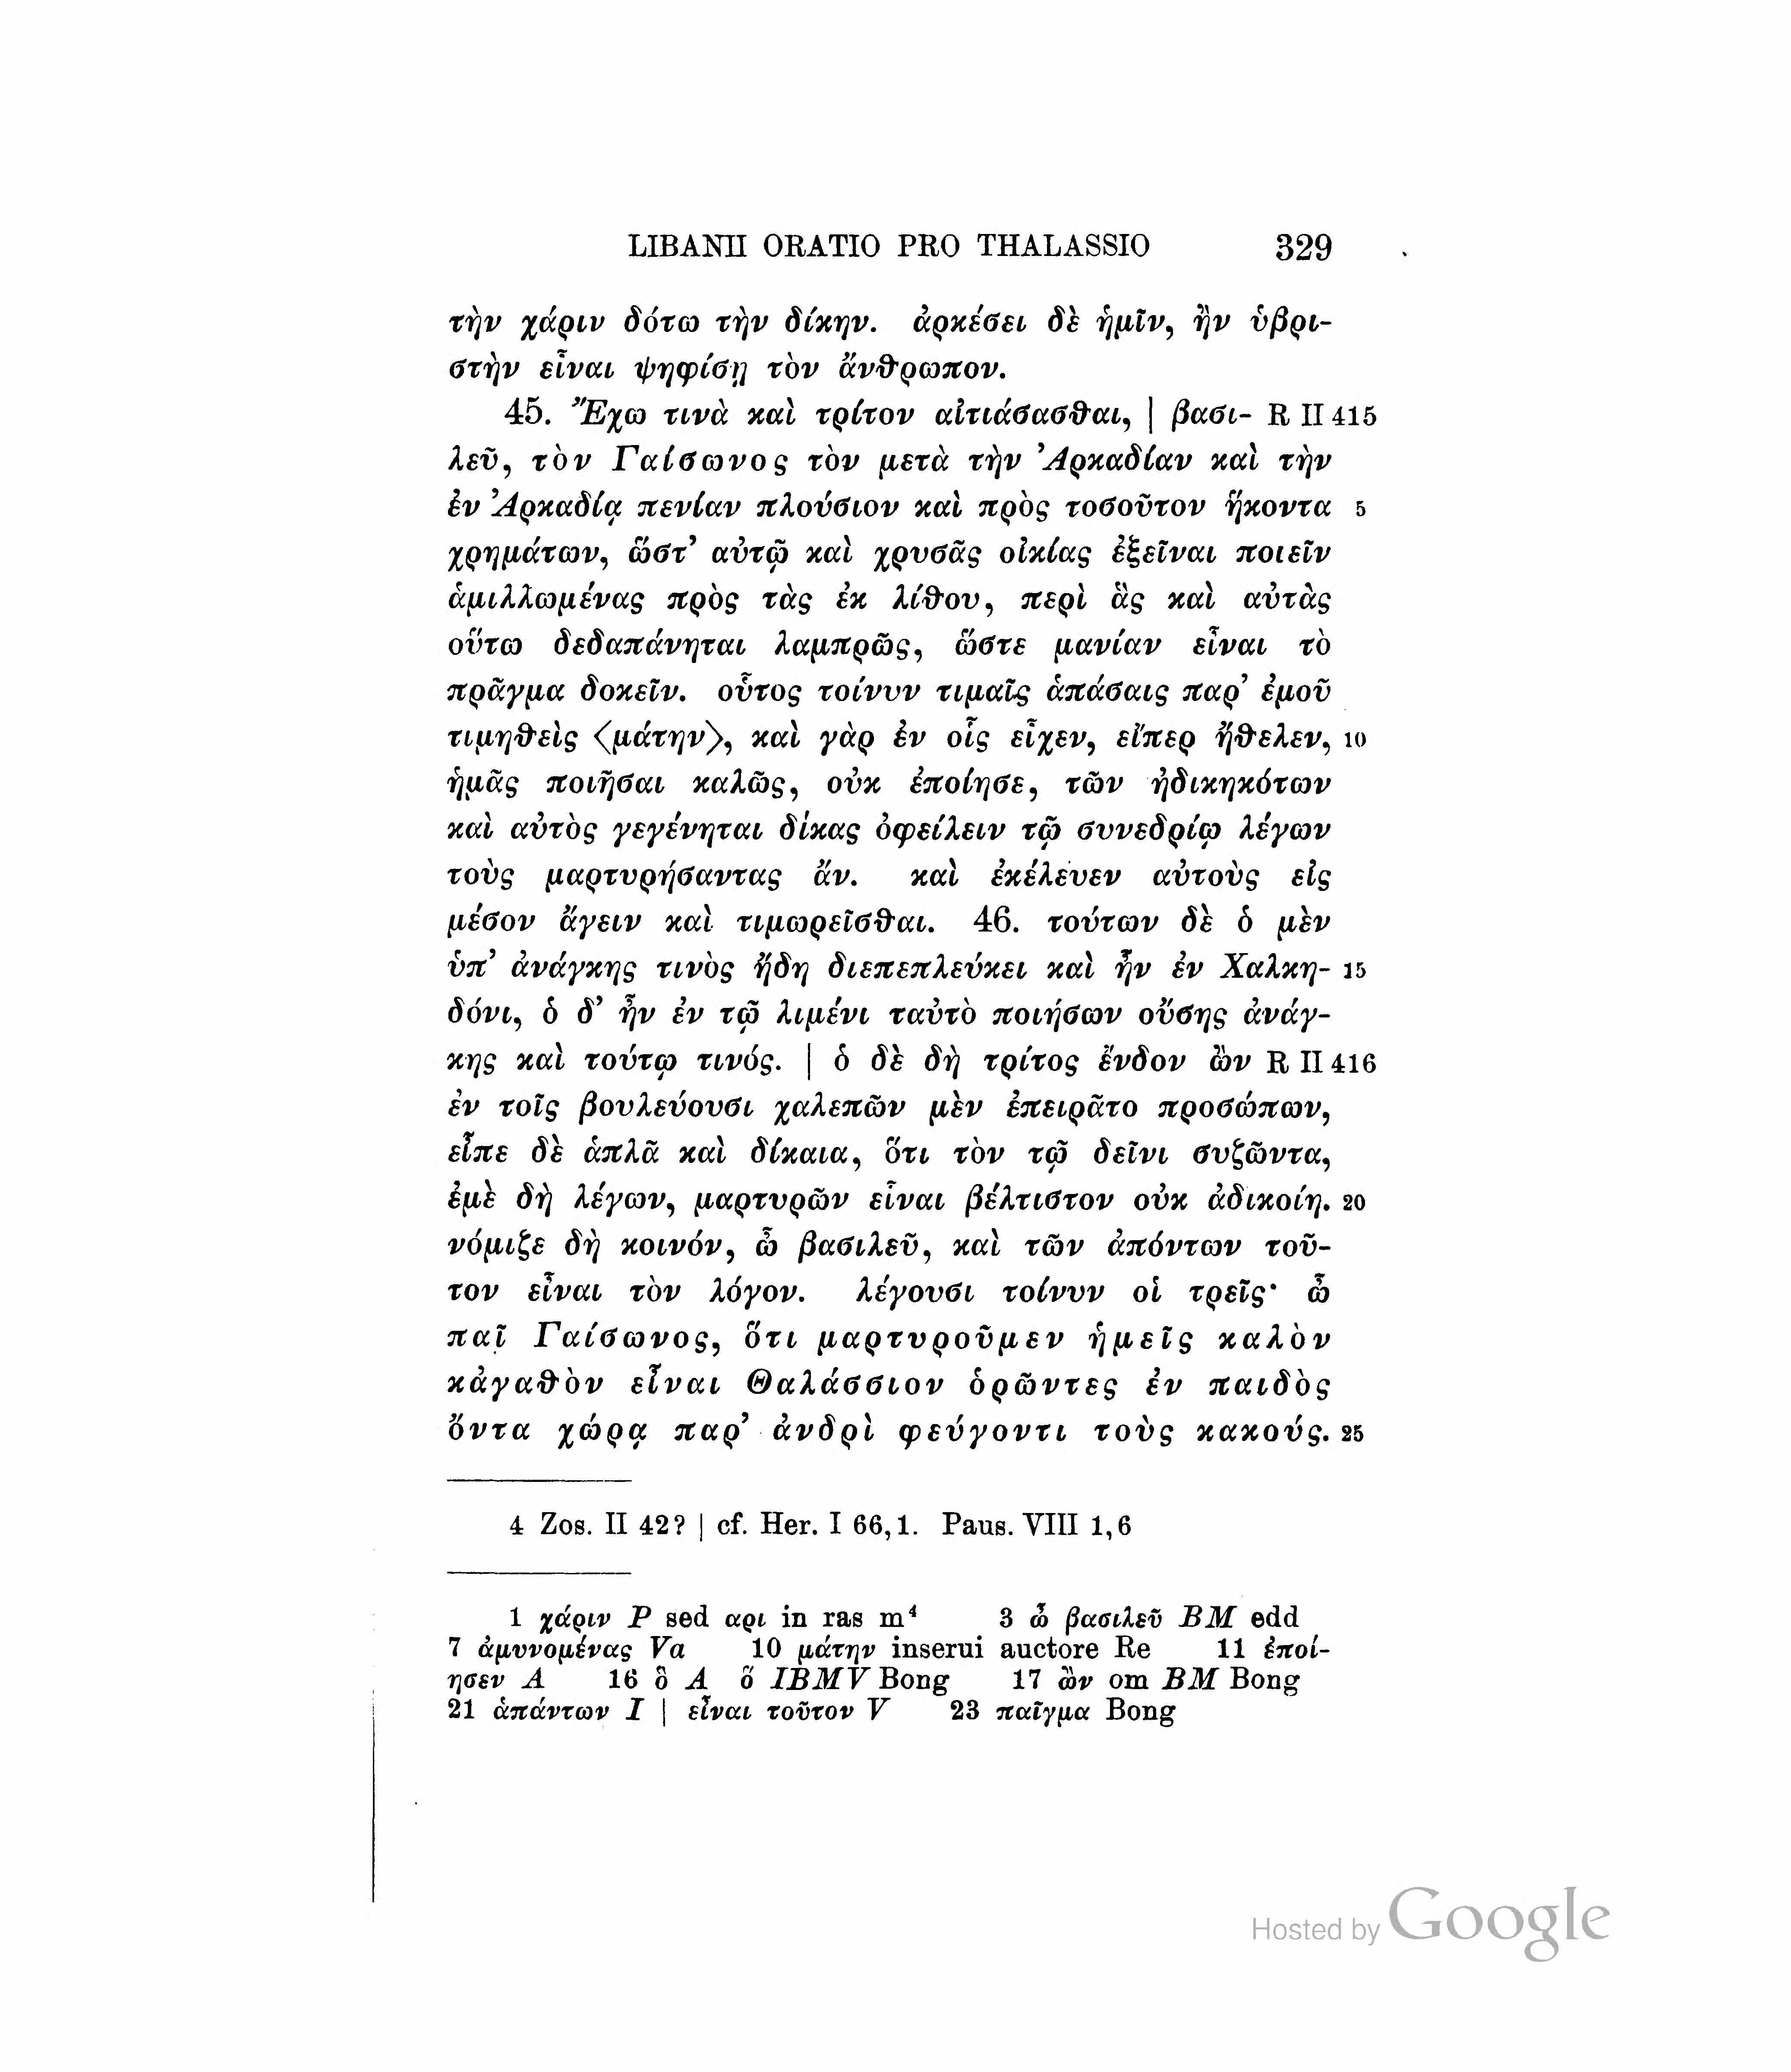 LIBANII ORATIO PRO THALASSIO 329
τὴν χάριν δότω τὴν δίκην. ἀρκέσει δὲ ἡμῖν, ἢν ὑβρι-
στὴν εἶναι ψηφίσῃ τὸν ἄνθρωπον.
45. Ἔχω τινὰ καὶ τρίτον αἰτιάσασθαι, | βασι- R II 415
λεῦ, τὸν Γαίσωνος τὸν μετὰ τὴν Ἀρκαδίαν καὶ τὴν
ἐν Ἀρκαδίᾳ πενίαν πλούσιον καὶ πρὸς τοσοῦτον ἥκοντα 5
χρημάτων, ὥστ’ αὐτῷ καὶ χρυσᾶς οἰκίας ἐξεῖναι ποιεῖν
ἁμιλλωμένας πρὸς τὰς ἐκ λίθου, περὶ ἃς καὶ αὐτὰς
οὕτω δεδαπάνηται λαμπρῶς, ὥστε μανίαν εἶναι τὸ
πρᾶγμα δοκεῖν. οὗτος τοίνυν τιμαῖς ἁπάσαις παρ’ ἐμοῦ
τιμηθεὶς ⟨μάτην⟩, καὶ γὰρ ἐν οἷς εἶχεν, εἴπερ ἤθελεν, 10
ἡμᾶς ποιῆσαι καλῶς, οὐκ ἐποίησε, τῶν ἠδικηκότων
καὶ αὐτὸς γεγένηται δίκας ὀφείλειν τῷ συνεδρίῳ λέγων
τοὺς μαρτυρήσαντας ἄν. καὶ ἐκέλευεν αὐτοὺς εἰς
μέσον ἄγειν καὶ τιμωρεῖσθαι. 46. τούτων δὲ ὁ μὲν
ὑπ’ ἀνάγκης τινὸς ἤδη διεπεπλεύκει καὶ ἦν ἐν Χαλκη- 15
δόνι, ὁ δ’ ἦν ἐν τῷ λιμένι ταὐτὸ ποιήσων οὔσης ἀνάγ-
κης καὶ τούτῳ τινός. | ὁ δὲ δὴ τρίτος ἔνδον ὢν R II 416
ἐν τοῖς βουλεύουσι χαλεπῶν μὲν ἐπειρᾶτο προσώπων,
εἶπε δὲ ἁπλᾶ καὶ δίκαια, ὅτι τὸν τῷ δεῖνι συζῶντα,
ἐμὲ δὴ λέγων, μαρτυρῶν εἶναι βέλτιστον οὐκ ἀδικοίη. 20
νόμιζε δὴ κοινόν, ὦ βασιλεῦ, καὶ τῶν ἀπόντων τοῦ-
τον εἶναι τὸν λόγον. λέγουσι τοίνυν οἱ τρεῖς· ὦ
παῖ Γαίσωνος, ὅτι μαρτυροῦμεν ἡμεῖς καλὸν
κἀγαθὸν εἶναι Θαλάσσιον ὁρῶντες ἐν παιδὸς
ὄντα χώρᾳ παρ’ ἀνδρὶ φεύγοντι τοὺς κακούς. 25
4 Zos. II 42? | cf. Her. I 66,1. Paus. VIII 1,6
1 χάριν P sed αρι in ras m⁴ 3 ὦ βασιλεῦ BM edd
7 ἀμυνομένας Va 10 μάτην inserui auctore Re 11 ἐποί-
ησεν A 16 ὃ A ὅ IBMV Bong 17 ὢν om BM Bong
21 ἁπάντων I | εἶναι τοῦτον V 23 παῖγμα Bong
Hosted by Google